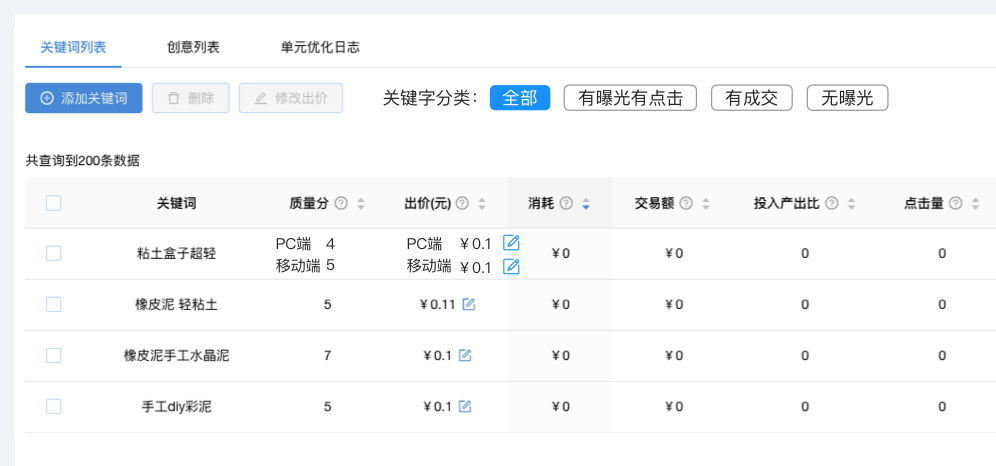 关键词列表 创意列表 单元优化日志
添加关键词 删除 修改出价 关键字分类： 全部 有曝光有点击 有成交 无曝光
共查询到200条数据
关键词 质量分 出价(元) 消耗 交易额 投入产出比 点击量
粘土盒子超轻 PC端 4 PC端 ￥0.1 ￥0 ￥0 0 0
移动端 5 移动端 ￥0.1
橡皮泥 轻粘土 5 ￥0.11 ￥0 ￥0 0 0
橡皮泥手工水晶泥 7 ￥0.1 ￥0 ￥0 0 0
手工diy彩泥 5 ￥0.1 ￥0 ￥0 0 0